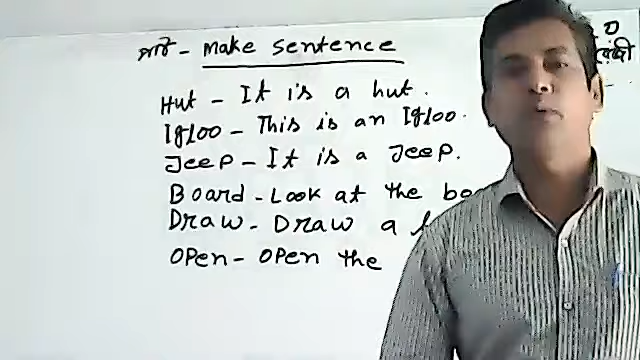 प्रश्न - Make Sentence
Hut - It is a hut.
Igloo - This is an Igloo.
Jeep - It is a Jeep.
Board - Look at the
Draw - Draw a
Open - Open the